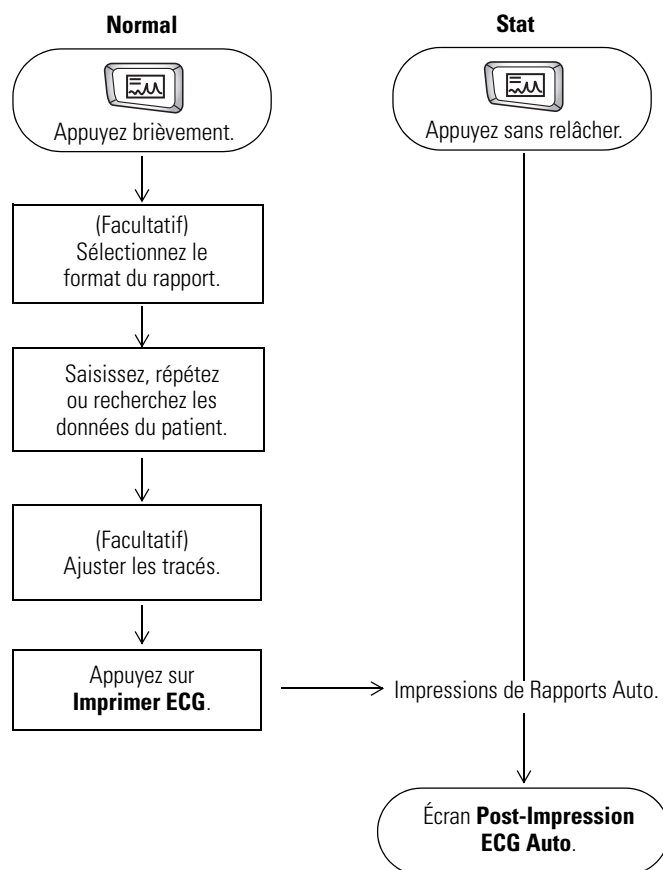 Normal
Stat
Appuyez brièvement.
Appuyez sans relâcher.
(Facultatif)
Sélectionnez le
format du rapport.
Saisissez, répétez
ou recherchez les
données du patient.
(Facultatif)
Ajuster les tracés.
Appuyez sur
Imprimer ECG.
Impressions de Rapports Auto.
Écran Post-Impression
ECG Auto.